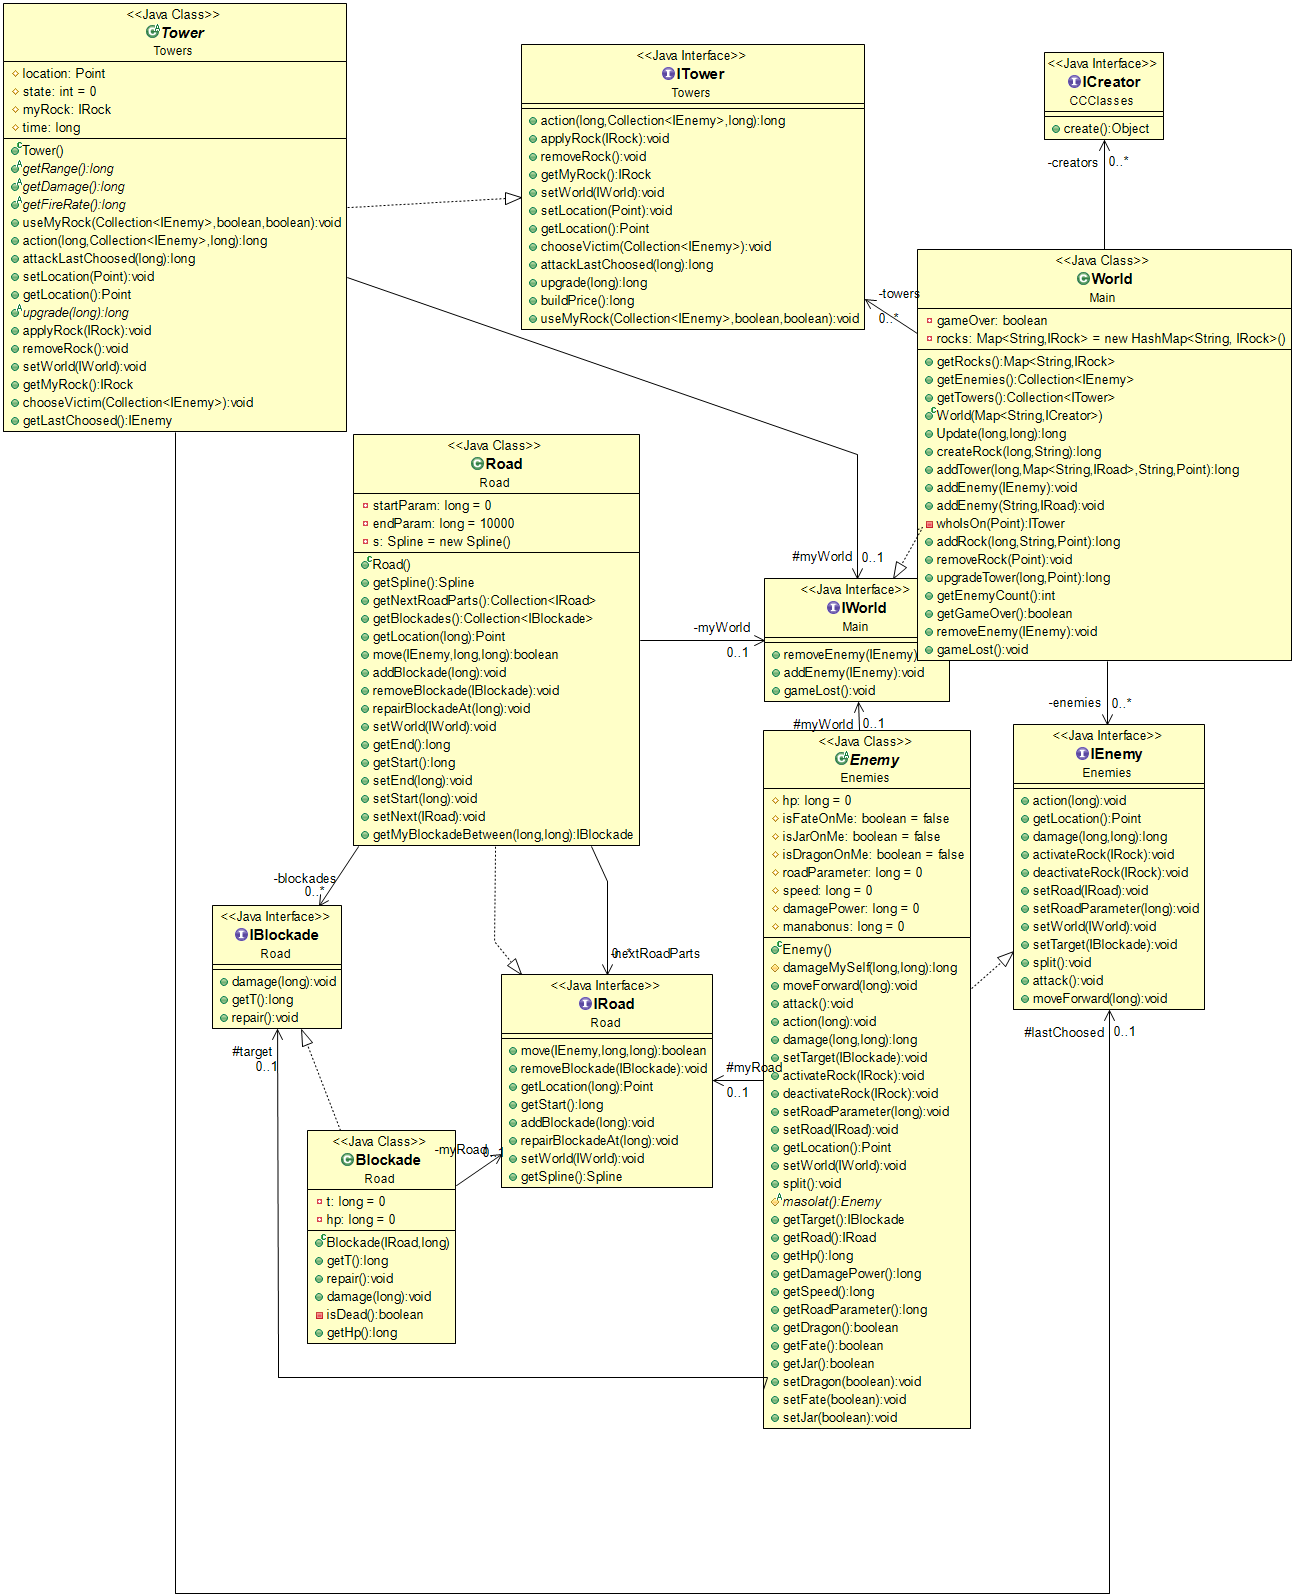 <<Java Class>>
Tower
Towers
location: Point
state: int = 0
myRock: IRock
time: long
Tower()
getRange():long
getDamage():long
getFireRate():long
useMyRock(Collection<IEnemy>,boolean,boolean):void
action(long,Collection<IEnemy>,long):long
attackLastChoosed(long):long
setLocation(Point):void
getLocation():Point
upgrade(long):long
applyRock(IRock):void
removeRock():void
setWorld(IWorld):void
getMyRock():IRock
chooseVictim(Collection<IEnemy>):void
getLastChoosed():IEnemy
<<Java Interface>>
ITower
Towers
action(long,Collection<IEnemy>,long):long
applyRock(IRock):void
removeRock():void
getMyRock():IRock
setWorld(IWorld):void
setLocation(Point):void
getLocation():Point
chooseVictim(Collection<IEnemy>):void
attackLastChoosed(long):long
upgrade(long):long
buildPrice():long
useMyRock(Collection<IEnemy>,boolean,boolean):void
<<Java Interface>>
ICreator
CCClasses
create():Object
-creators
0..*
<<Java Class>>
World
Main
gameOver: boolean
rocks: Map<String,IRock> = new HashMap<String, IRock>()
getRocks():Map<String,IRock>
getEnemies():Collection<IEnemy>
getTowers():Collection<ITower>
World(Map<String,ICreator>)
Update(long,long):long
createRock(long,String):long
addTower(long,Map<String,IRoad>,String,Point):long
addEnemy(IEnemy):void
addEnemy(String,IRoad):void
whoIsOn(Point):ITower
addRock(long,String,Point):long
removeRock(Point):void
upgradeTower(long,Point):long
getEnemyCount():int
getGameOver():boolean
removeEnemy(IEnemy):void
gameLost():void
-towers
0..*
<<Java Class>>
Road
Road
startParam: long = 0
endParam: long = 10000
s: Spline = new Spline()
Road()
getSpline():Spline
getNextRoadParts():Collection<IRoad>
getBlockades():Collection<IBlockade>
getLocation(long):Point
move(IEnemy,long,long):boolean
addBlockade(long):void
removeBlockade(IBlockade):void
repairBlockadeAt(long):void
setWorld(IWorld):void
getEnd():long
getStart():long
setEnd(long):void
setStart(long):void
setNext(IRoad):void
getMyBlockadeBetween(long,long):IBlockade
#myWorld
0..1
-myWorld
0..1
<<Java Interface>>
IWorld
Main
removeEnemy(IEnemy)
addEnemy(IEnemy):void
gameLost():void
#myWorld
0..1
-enemies
0..*
<<Java Class>>
Enemy
Enemies
hp: long = 0
isFateOnMe: boolean = false
isJarOnMe: boolean = false
isDragonOnMe: boolean = false
roadParameter: long = 0
speed: long = 0
damagePower: long = 0
manabonus: long = 0
Enemy()
damageMySelf(long,long):long
moveForward(long):void
attack():void
action(long):void
damage(long,long):long
setTarget(IBlockade):void
activateRock(IRock):void
deactivateRock(IRock):void
setRoadParameter(long):void
setRoad(IRoad):void
getLocation():Point
setWorld(IWorld):void
split():void
masolat():Enemy
getTarget():IBlockade
getRoad():IRoad
getHp():long
getDamagePower():long
getSpeed():long
getRoadParameter():long
getDragon():boolean
getFate():boolean
getJar():boolean
setDragon(boolean):void
setFate(boolean):void
setJar(boolean):void
<<Java Interface>>
IEnemy
Enemies
action(long):void
getLocation():Point
damage(long,long):long
activateRock(IRock):void
deactivateRock(IRock):void
setRoad(IRoad):void
setRoadParameter(long):void
setWorld(IWorld):void
setTarget(IBlockade):void
split():void
attack():void
moveForward(long):void
#lastChoosed
0..1
-blockades
0..*
<<Java Interface>>
IBlockade
Road
damage(long):void
getT():long
repair():void
#target
0..1
0..*
-nextRoadParts
<<Java Interface>>
IRoad
Road
move(IEnemy,long,long):boolean
removeBlockade(IBlockade):void
getLocation(long):Point
getStart():long
addBlockade(long):void
repairBlockadeAt(long):void
setWorld(IWorld):void
getSpline():Spline
#myRoad
0..1
<<Java Class>>
Blockade
Road
t: long = 0
hp: long = 0
Blockade(IRoad,long)
getT():long
repair():void
damage(long):void
isDead():boolean
getHp():long
-myRoad
0..1